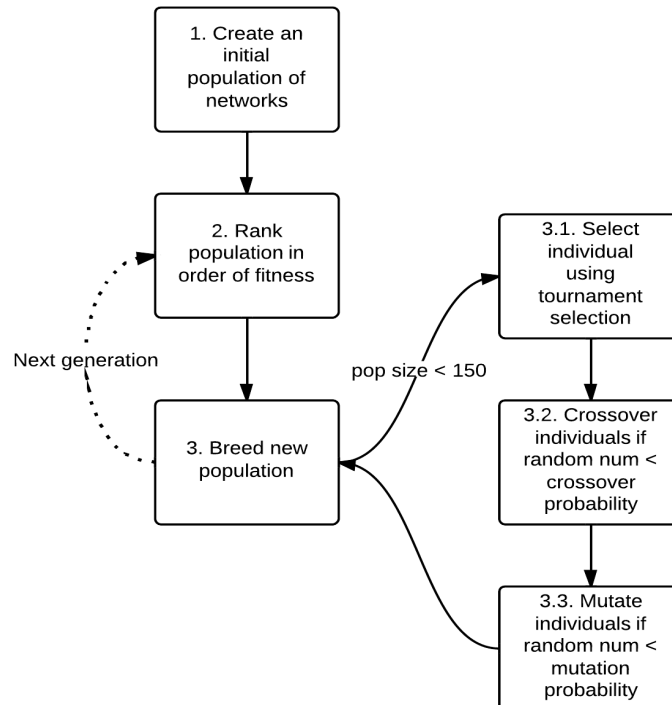 1. Create an
initial
population of
networks
2. Rank
population in
order of fitness
Next generation
3. Breed new
population
pop size < 150
3.1. Select
individual
using
tournament
selection
3.2. Crossover
individuals if
random num <
crossover
probability
3.3. Mutate
individuals if
random num <
mutation
probability